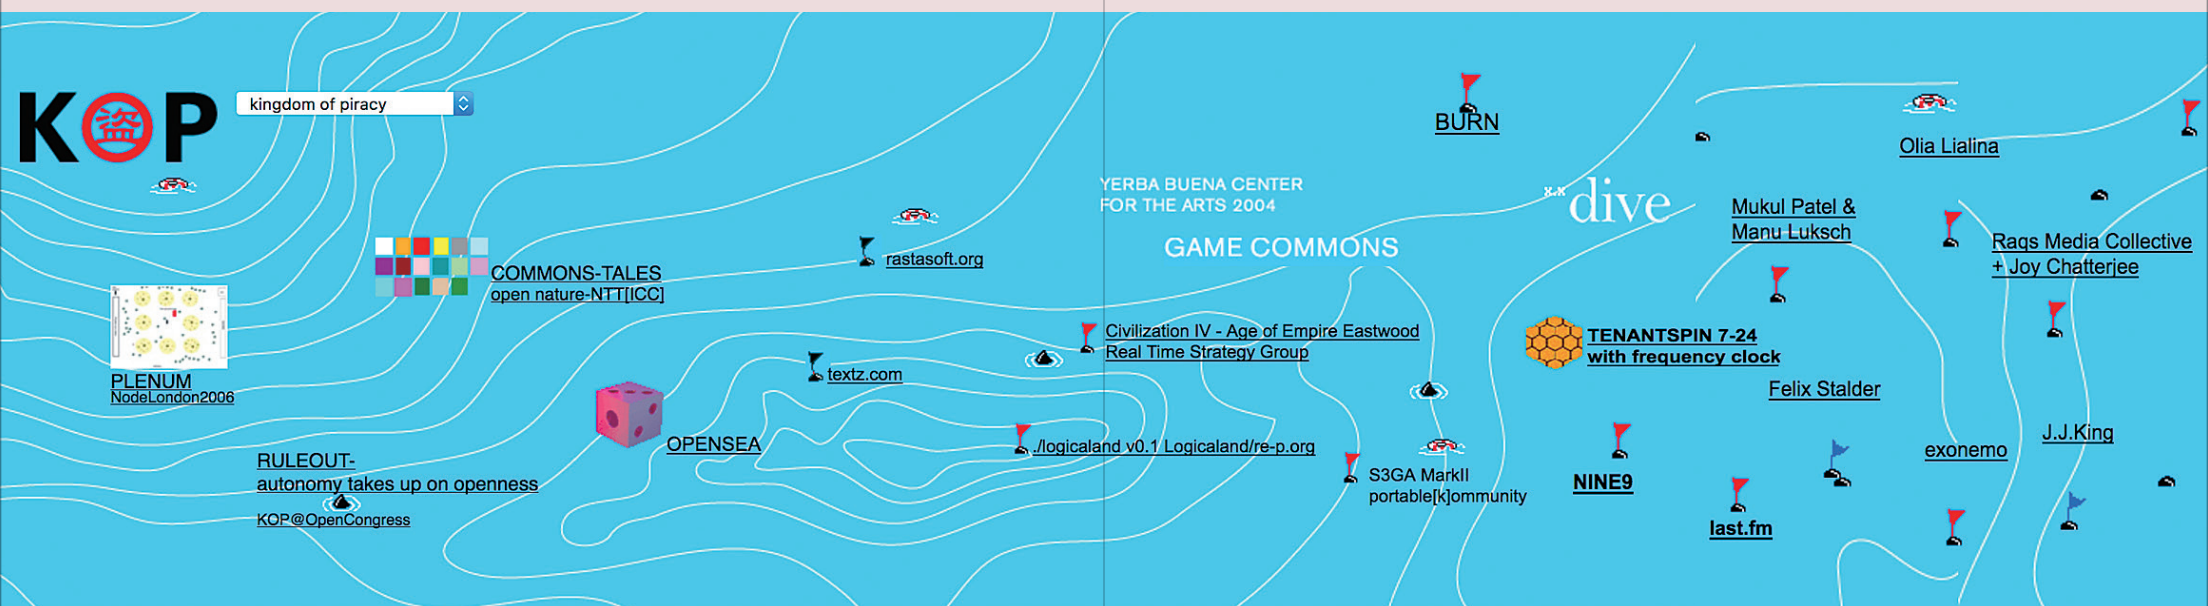 K盗P
kingdom of piracy
COMMONS-TALES
open nature-NTT[ICC]
PLENUM
NodeLondon2006
RULEOUT-
autonomy takes up on openness
KOP@OpenCongress
OPENSEA
rastasoft.org
textz.com
YERBA BUENA CENTER
FOR THE ARTS 2004
GAME COMMONS
Civilization IV - Age of Empire Eastwood
Real Time Strategy Group
./logicaland v0.1 Logicaland/re-p.org
S3GA MarkII
portable[k]ommunity
BURN
x.x dive
TENANTSPIN 7-24
with frequency clock
NINE9
last.fm
Mukul Patel &
Manu Luksch
Felix Stalder
Olia Lialina
Raqs Media Collective
+ Joy Chatterjee
exonemo
J.J.King